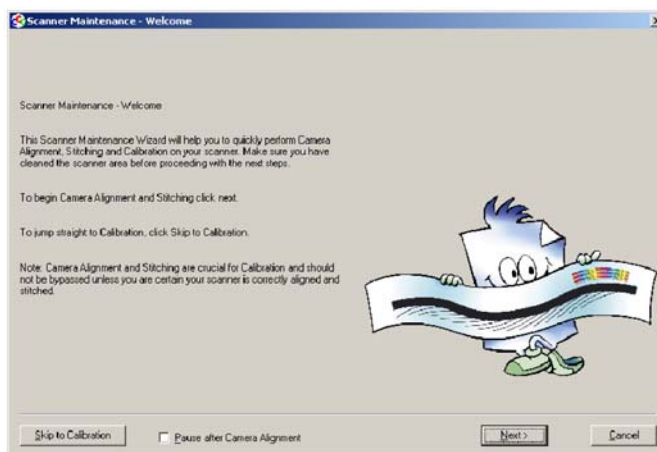 Scanner Maintenance - Welcome
Scanner Maintenance - Welcome
This Scanner Maintenance Wizard will help you to quickly perform Camera
Alignment, Stitching and Calibration on your scanner. Make sure you have
cleaned the scanner area before proceeding with the next steps.
To begin Camera Alignment and Stitching click next.
To jump straight to Calibration, click Skip to Calibration.
Note: Camera Alignment and Stitching are crucial for Calibration and should
not be bypassed unless you are certain your scanner is correctly aligned and
stitched.
Skip to Calibration
Pause after Camera Alignment
Next >
Cancel